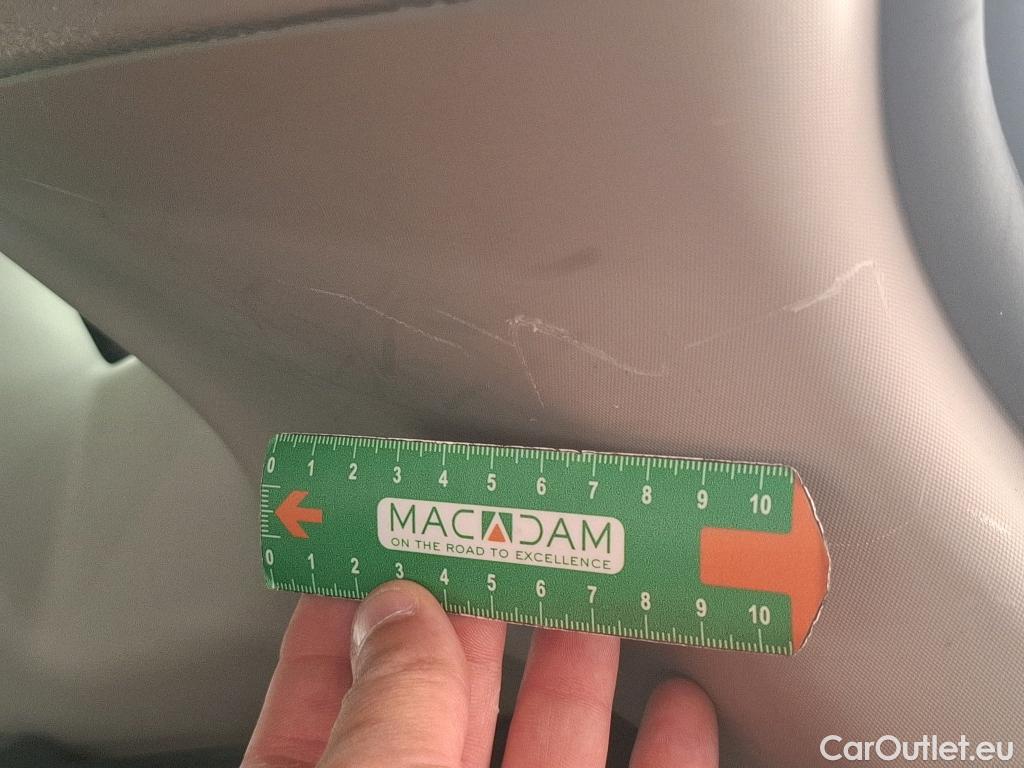 0 1 2 3 4 5 6 7 8 9 10
MACADAM
ON THE ROAD TO EXCELLENCE
0 1 2 3 4 5 6 7 8 9 10
CarOutlet.eu